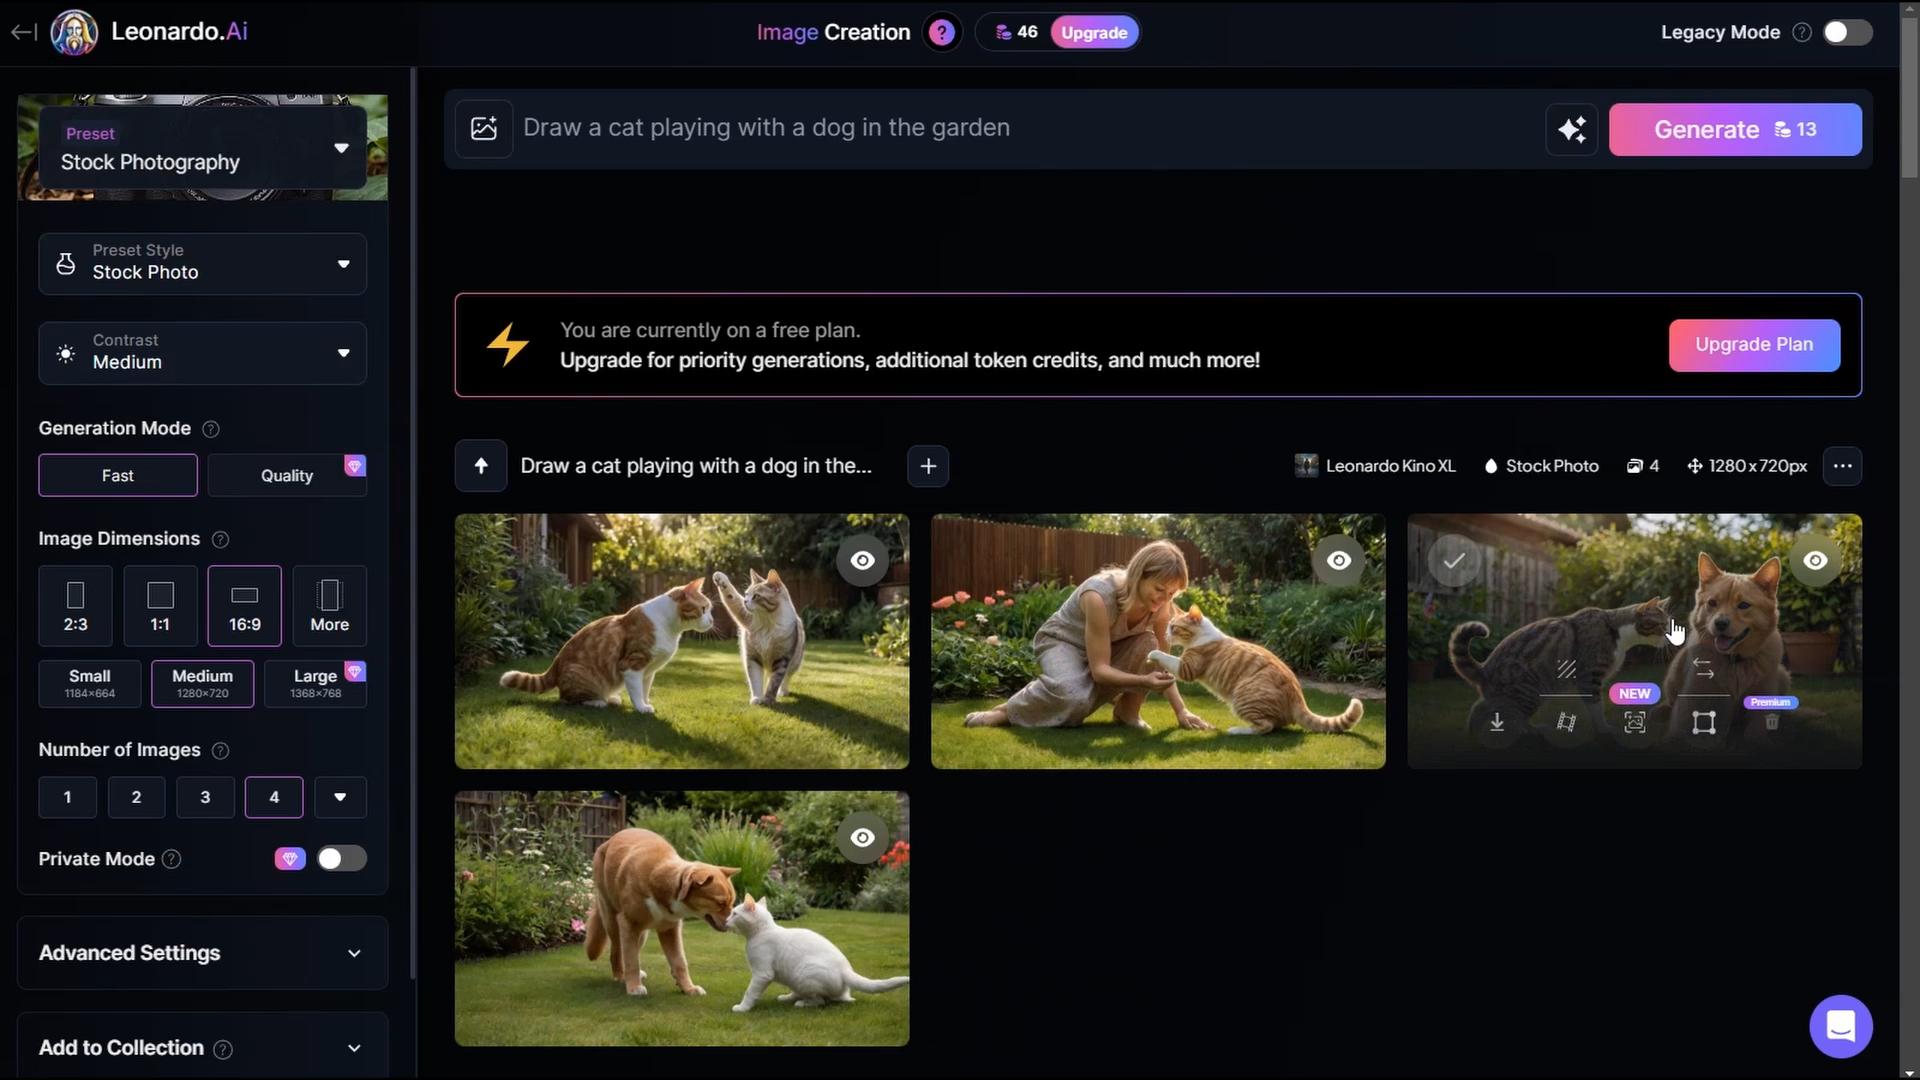 Leonardo.Ai
Image Creation
?
46
Upgrade
Legacy Mode ?
Preset
Stock Photography
Draw a cat playing with a dog in the garden
Generate 13
Preset Style
Stock Photo
Contrast
Medium
You are currently on a free plan.
Upgrade for priority generations, additional token credits, and much more!
Upgrade Plan
Generation Mode ?
Fast
Quality
Image Dimensions ?
2:3
1:1
16:9
More
Small
1184×664
Medium
1280×720
Large
1368×768
Number of Images ?
1
2
3
4
Private Mode ?
Advanced Settings
Add to Collection ?
Draw a cat playing with a dog in the...
+
Leonardo Kino XL
Stock Photo
4
1280 x 720px
...
NEW
Premium